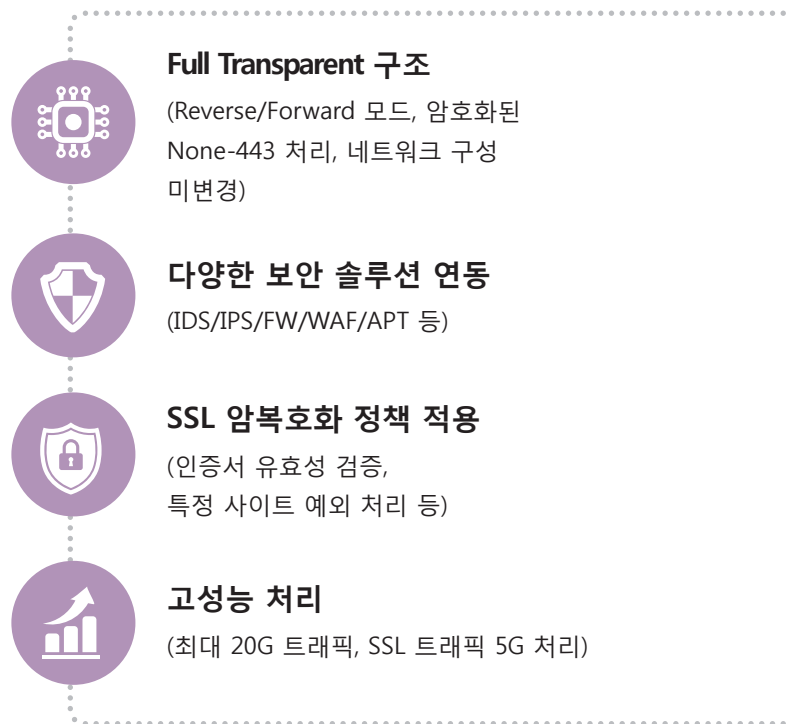 Full Transparent 구조
(Reverse/Forward 모드, 암호화된
None-443 처리, 네트워크 구성
미변경)
다양한 보안 솔루션 연동
(IDS/IPS/FW/WAF/APT 등)
SSL 암복호화 정책 적용
(인증서 유효성 검증,
특정 사이트 예외 처리 등)
고성능 처리
(최대 20G 트래픽, SSL 트래픽 5G 처리)